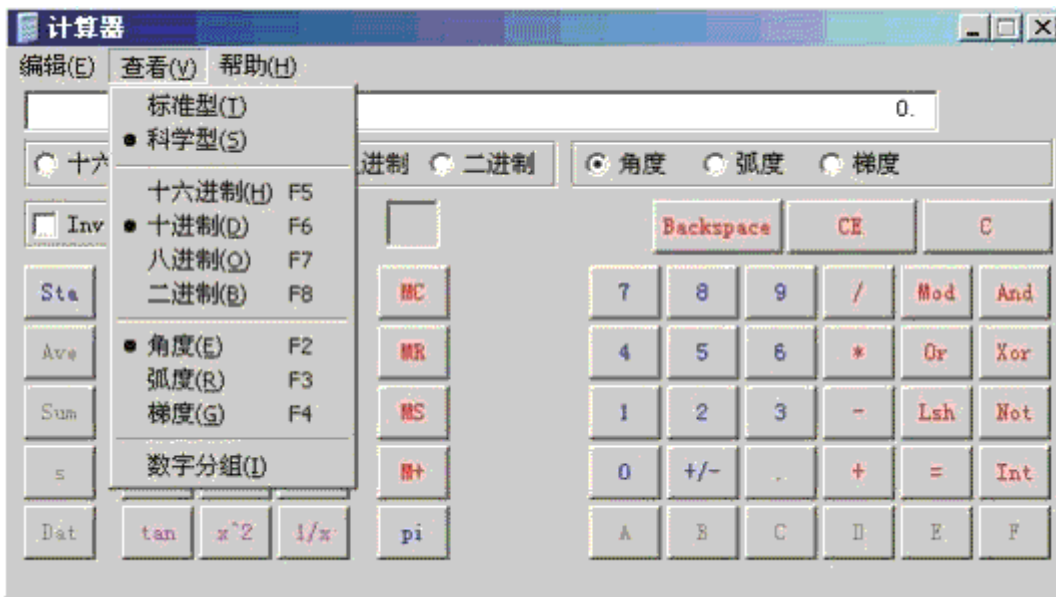 计算器
编辑(E) 查看(V) 帮助(H)
0.
标准型(T)
科学型(S)
十六 进制 二进制 角度 弧度 梯度
十六进制(H) F5
Inv 十进制(D) F6 Backspace CE C
八进制(O) F7
Sta 二进制(B) F8 MC 7 8 9 / Mod And
Ave 角度(E) F2 MR 4 5 6 * Or Xor
弧度(R) F3
Sum 梯度(G) F4 MS 1 2 3 - Lsh Not
s 数字分组(I) M+ 0 +/- . + = Int
Dat tan x^2 1/x pi A B C D E F